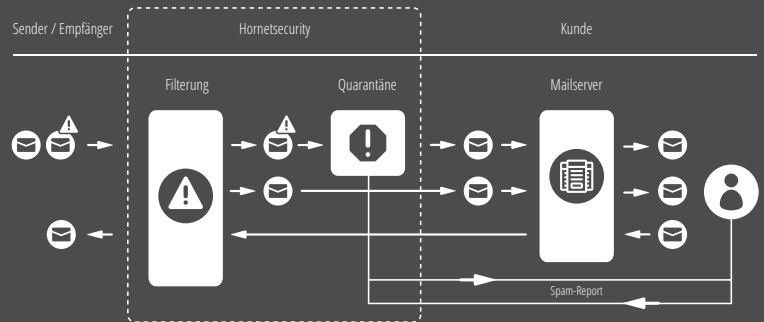 Sender / Empfänger
Hornetsecurity
Kunde
Filterung
Quarantäne
Mailserver
Spam-Report